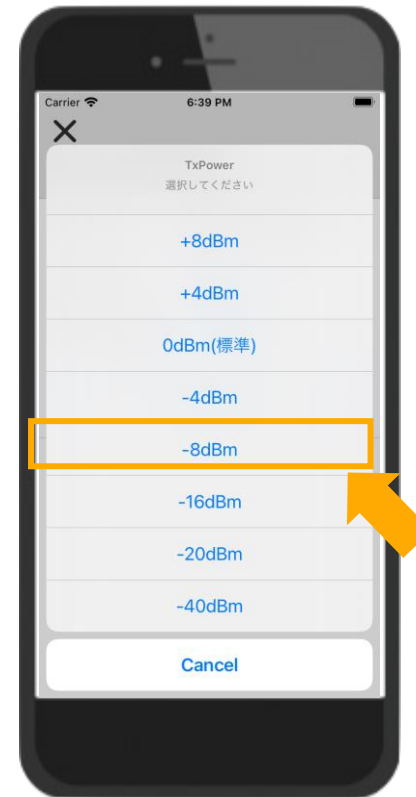 Carrier 6:39 PM
TxPower
選択してください
+8dBm
+4dBm
0dBm(標準)
-4dBm
-8dBm
-16dBm
-20dBm
-40dBm
Cancel